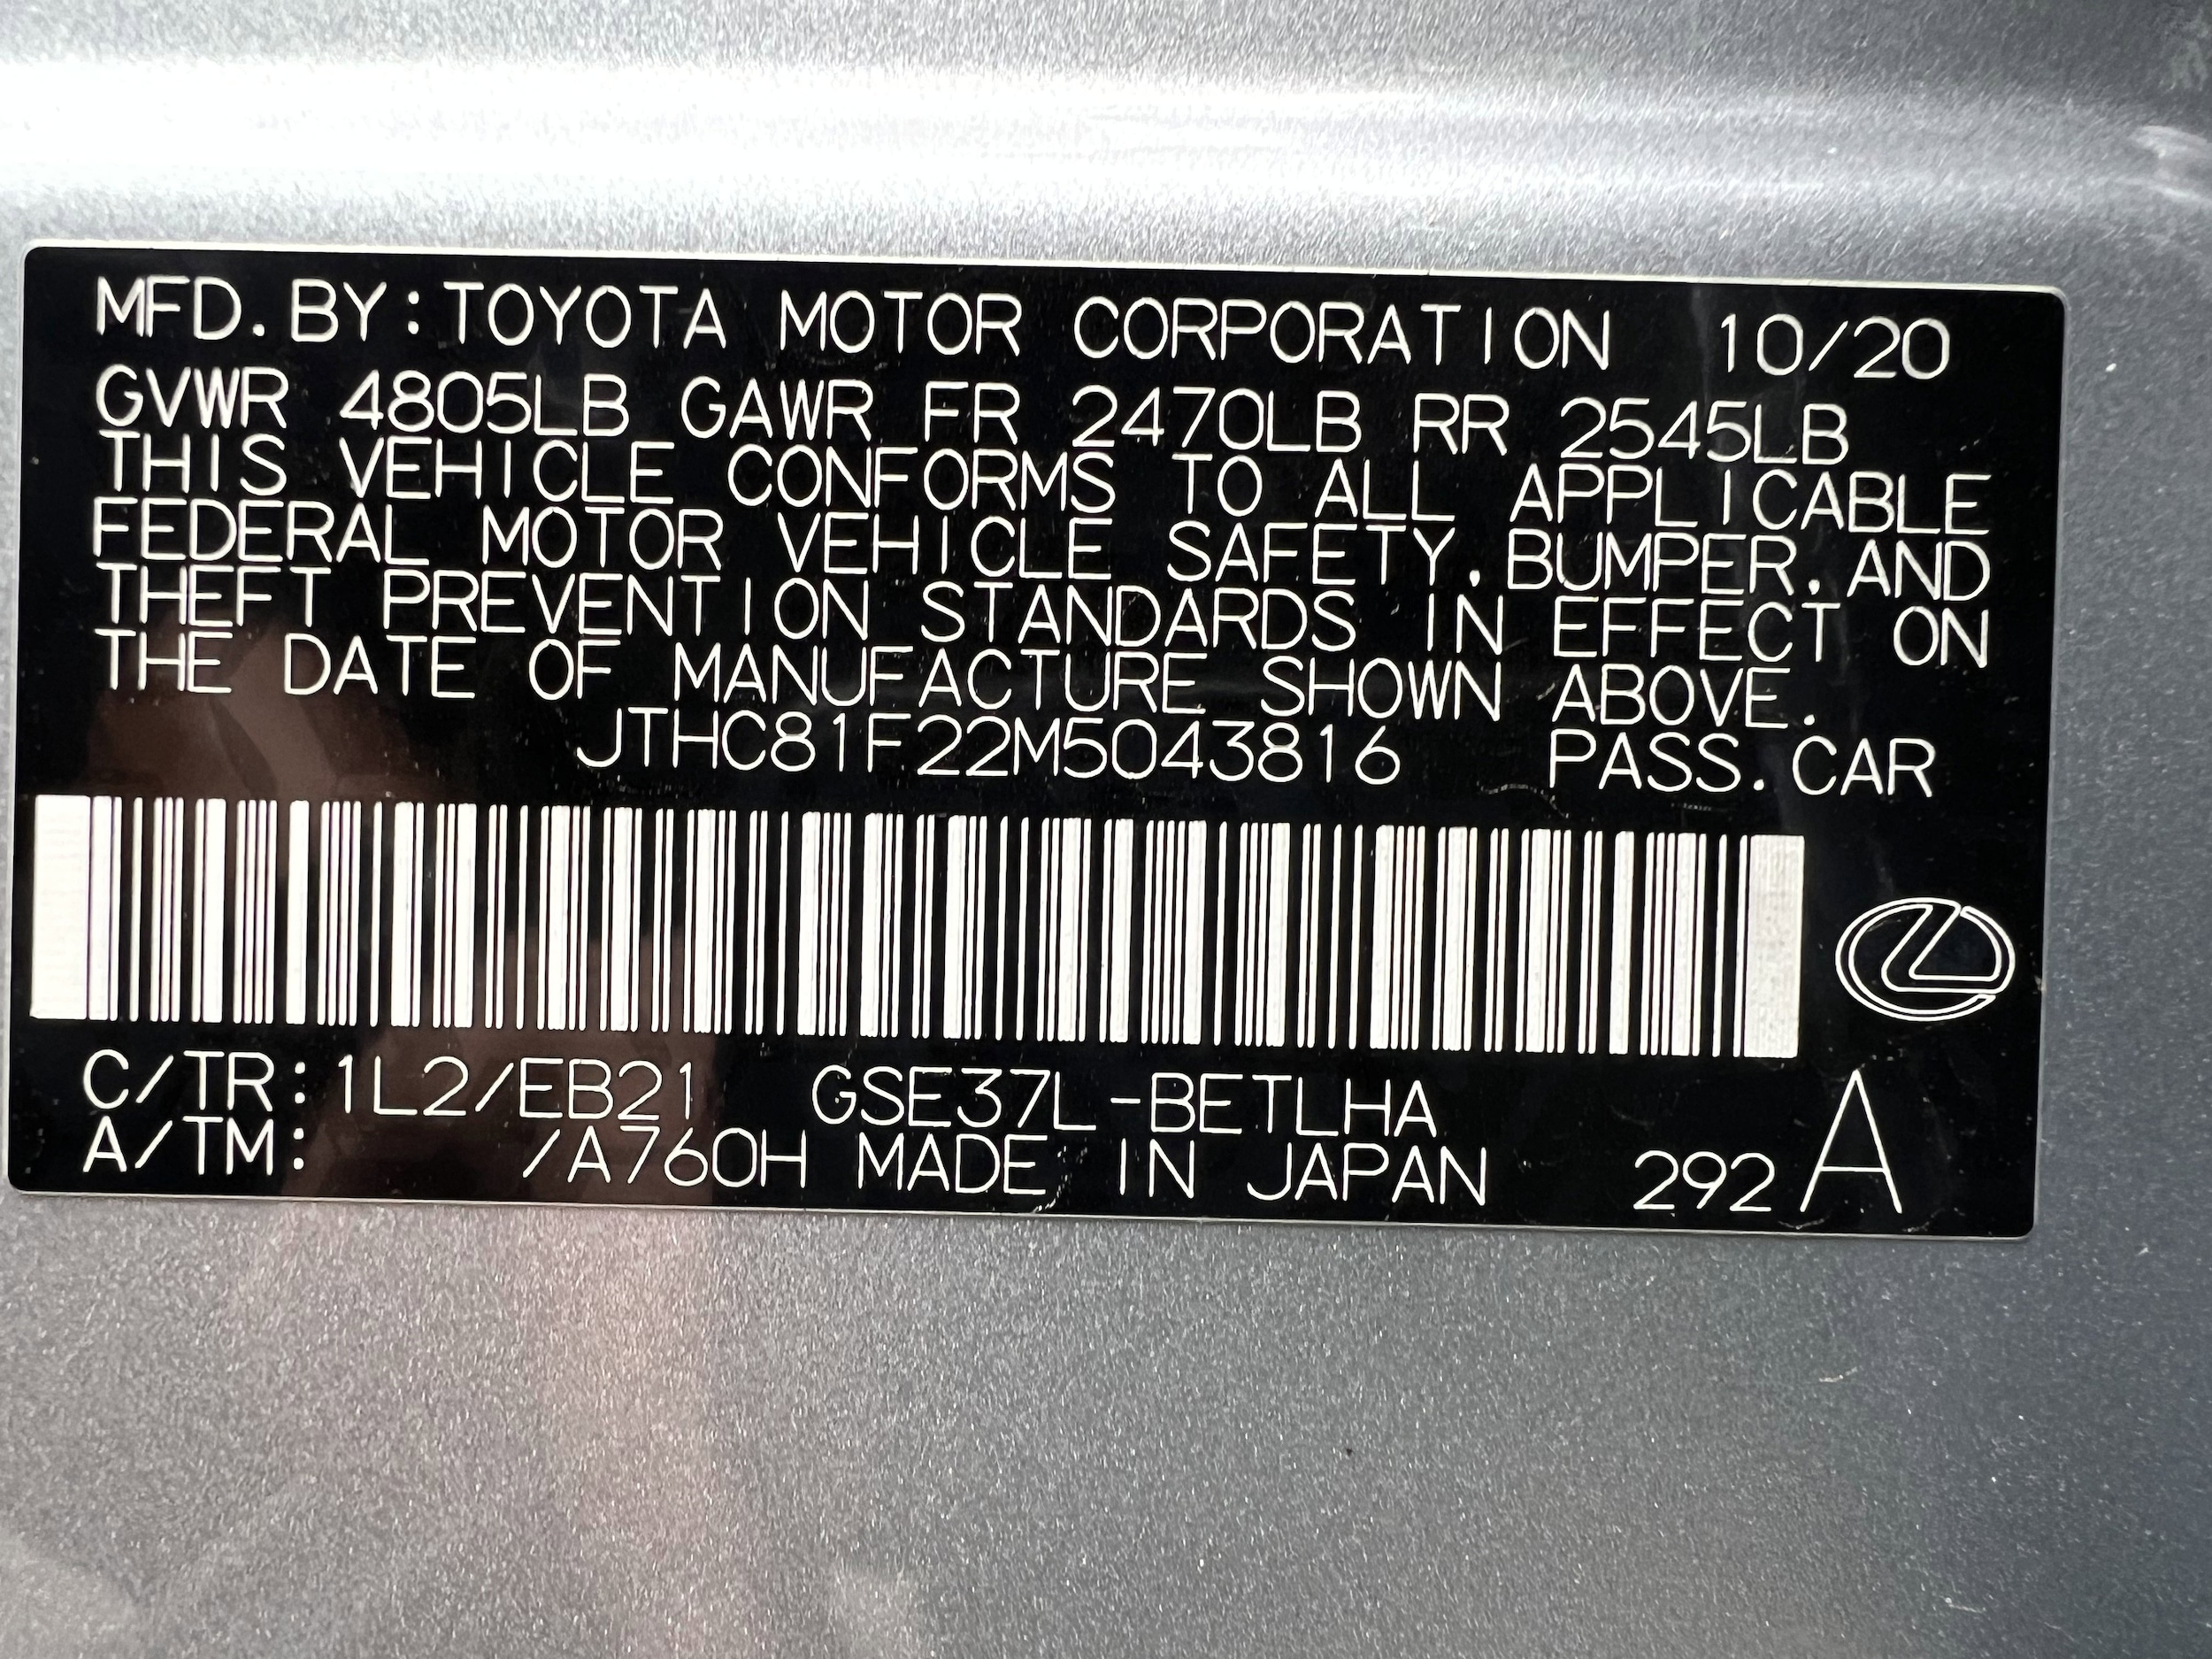 MFD. BY: TOYOTA MOTOR CORPORATION 10/20
GVWR 4805LB GAWR FR 2470LB RR 2545LB
THIS VEHICLE CONFORMS TO ALL APPLICABLE
FEDERAL MOTOR VEHICLE SAFETY, BUMPER, AND
THEFT PREVENTION STANDARDS IN EFFECT ON
THE DATE OF MANUFACTURE SHOWN ABOVE.
JTHC81F22M5043816 PASS. CAR
C/TR: 1L2/EB21 GSE37L-BETLHA
A/TM: /A760H MADE IN JAPAN 292 A